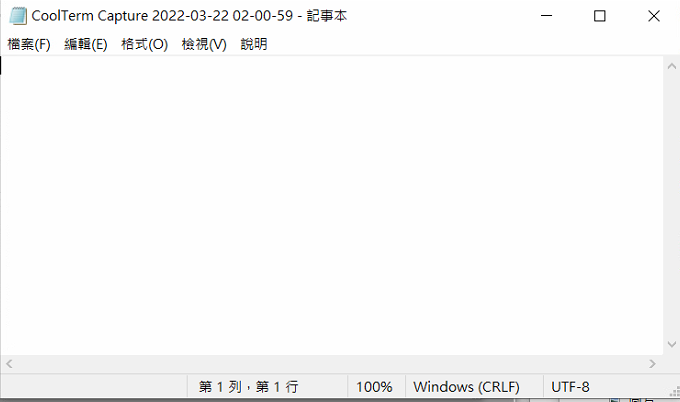 CoolTerm Capture 2022-03-22 02-00-59 - 記事本
檔案(F) 編輯(E) 格式(O) 檢視(V) 說明
第 1 列，第 1 行 100% Windows (CRLF) UTF-8